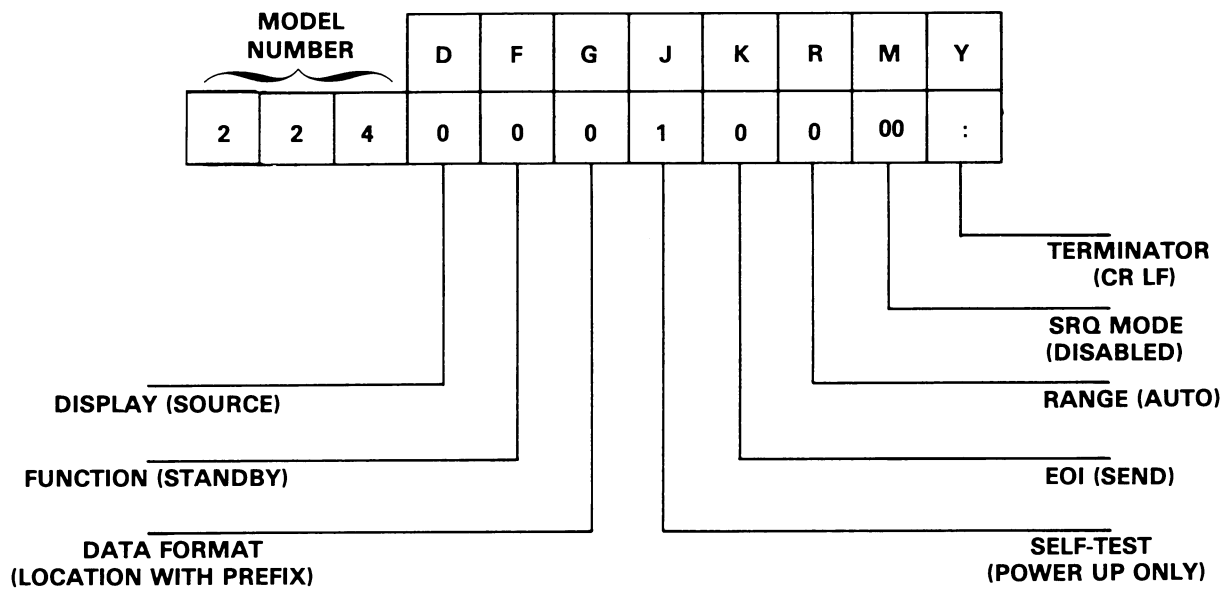 MODEL
NUMBER
D F G J K R M Y
2 2 4 0 0 0 1 0 0 00 :
TERMINATOR
(CR LF)
SRQ MODE
(DISABLED)
DISPLAY (SOURCE)
RANGE (AUTO)
FUNCTION (STANDBY)
EOI (SEND)
DATA FORMAT
(LOCATION WITH PREFIX)
SELF-TEST
(POWER UP ONLY)